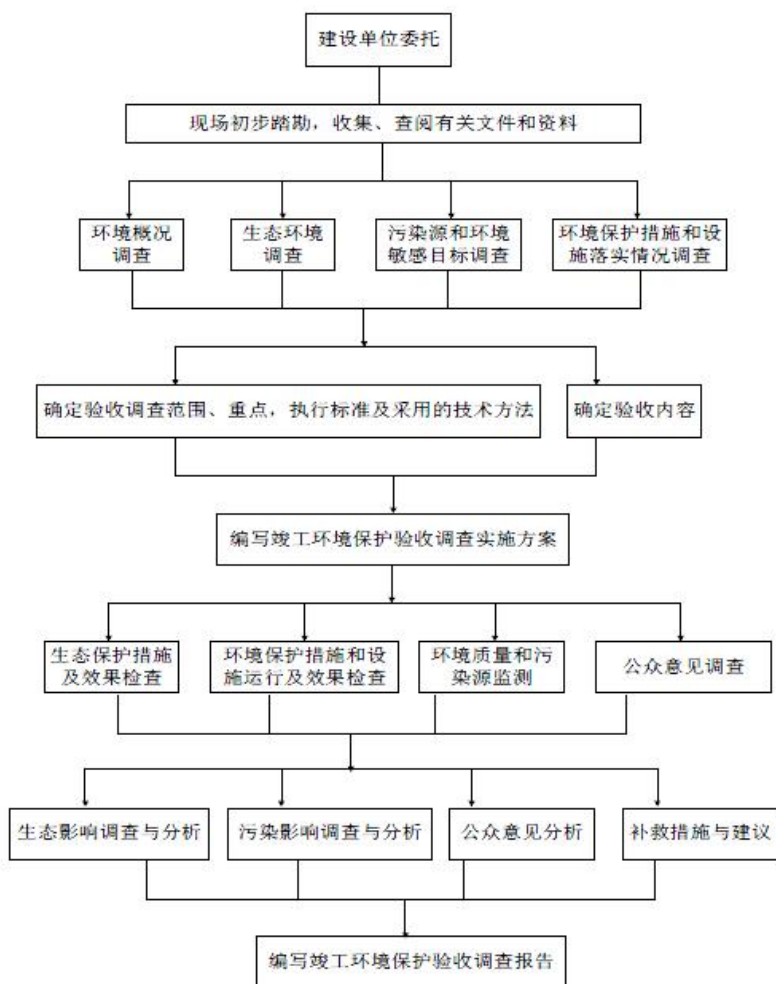 建设单位委托
现场初步踏勘，收集、查阅有关文件和资料
环境概况
调查
生态环境
调查
污染源和环境
敏感目标调查
环境保护措施和设
施落实情况调查
确定验收调查范围、重点，执行标准及采用的技术方法
确定验收内容
编写竣工环境保护验收调查实施方案
生态保护措施
及效果检查
环境保护措施和设
施运行及效果检查
环境质量和污
染源监测
公众意见调查
生态影响调查与分析
污染影响调查与分析
公众意见分析
补救措施与建议
编写竣工环境保护验收调查报告